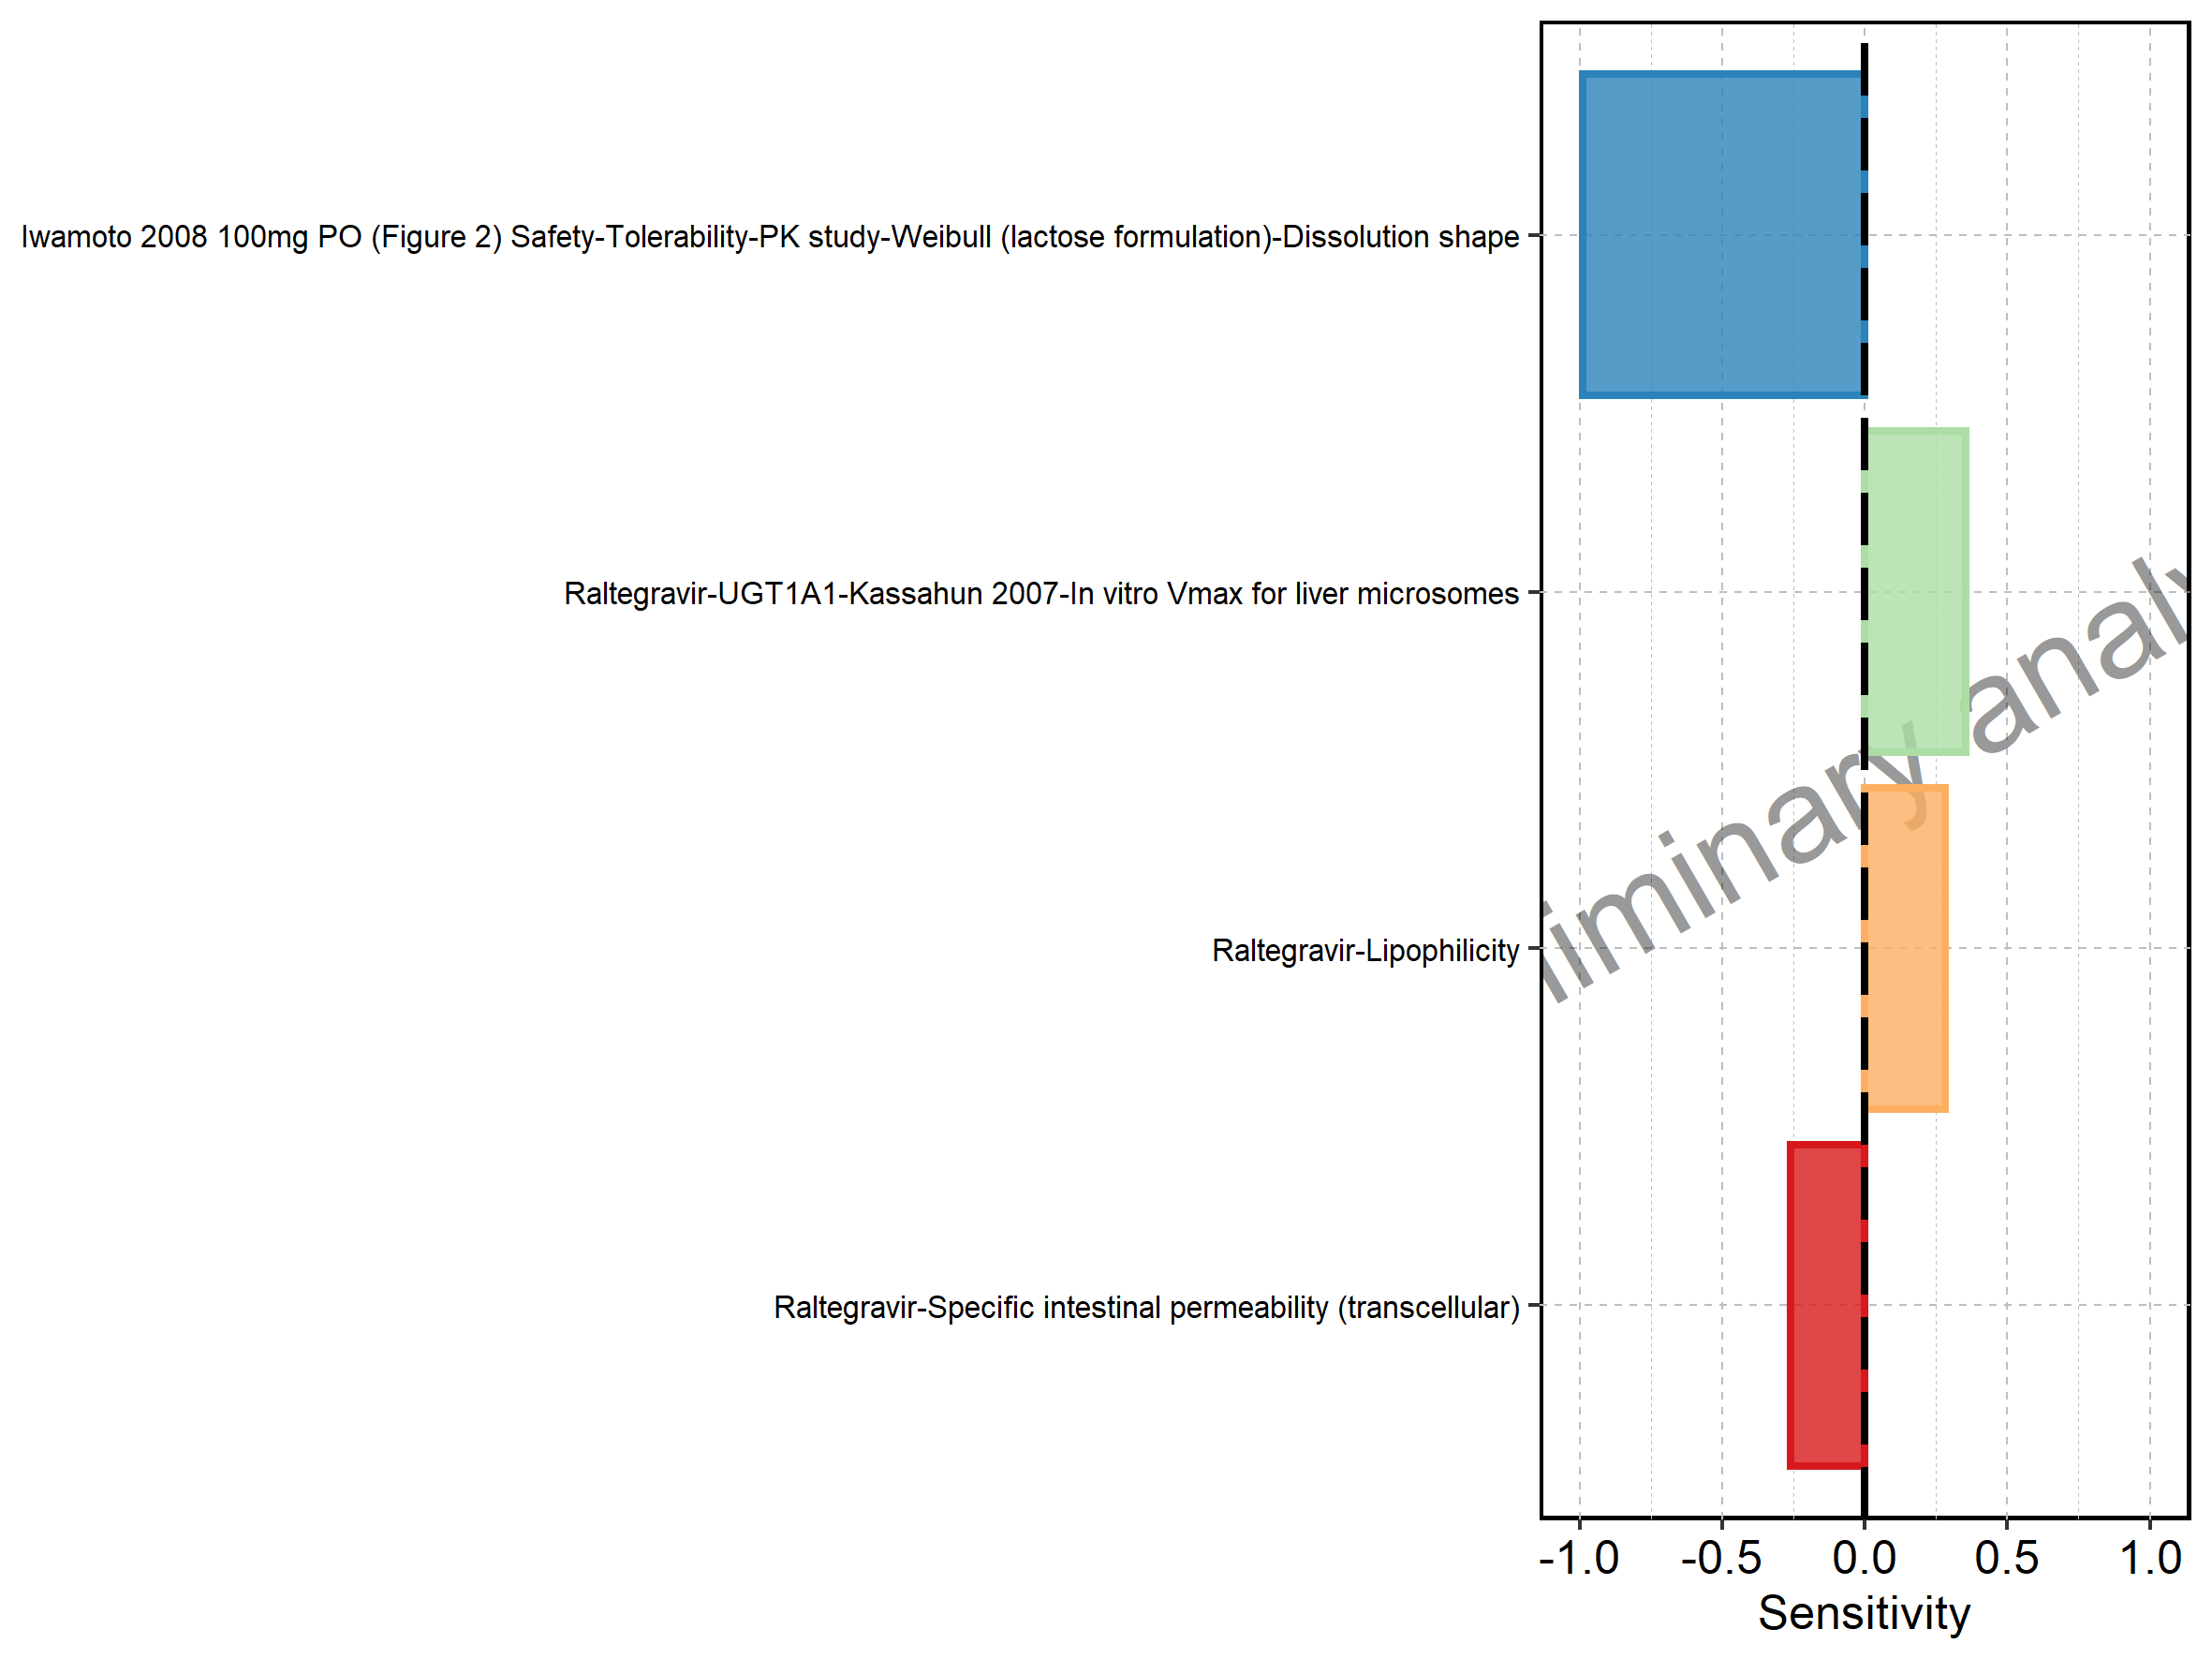 Iwamoto 2008 100mg PO (Figure 2) Safety-Tolerability-PK study-Weibull (lactose formulation)-Dissolution shape
Raltegravir-UGT1A1-Kassahun 2007-In vitro Vmax for liver microsomes
iminary analy
Raltegravir-Lipophilicity
Raltegravir-Specific intestinal permeability (transcellular)
-1.0 -0.5 0.0 0.5 1.0
Sensitivity